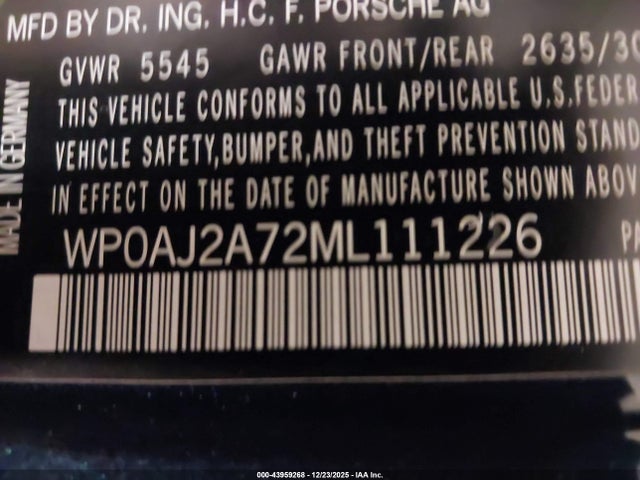 MFD BY DR. ING. H.C. F. PORSCHE AG
GVWR 5545 GAWR FRONT/REAR 2635/30
THIS VEHICLE CONFORMS TO ALL APPLICABLE U.S.FEDER
VEHICLE SAFETY,BUMPER,AND THEFT PREVENTION STAND
IN EFFECT ON THE DATE OF MANUFACTURE SHOWN ABOV
MADE IN GERMANY
WP0AJ2A72ML111226 PA
000-43959268 - 12/23/2025 - IAA Inc.